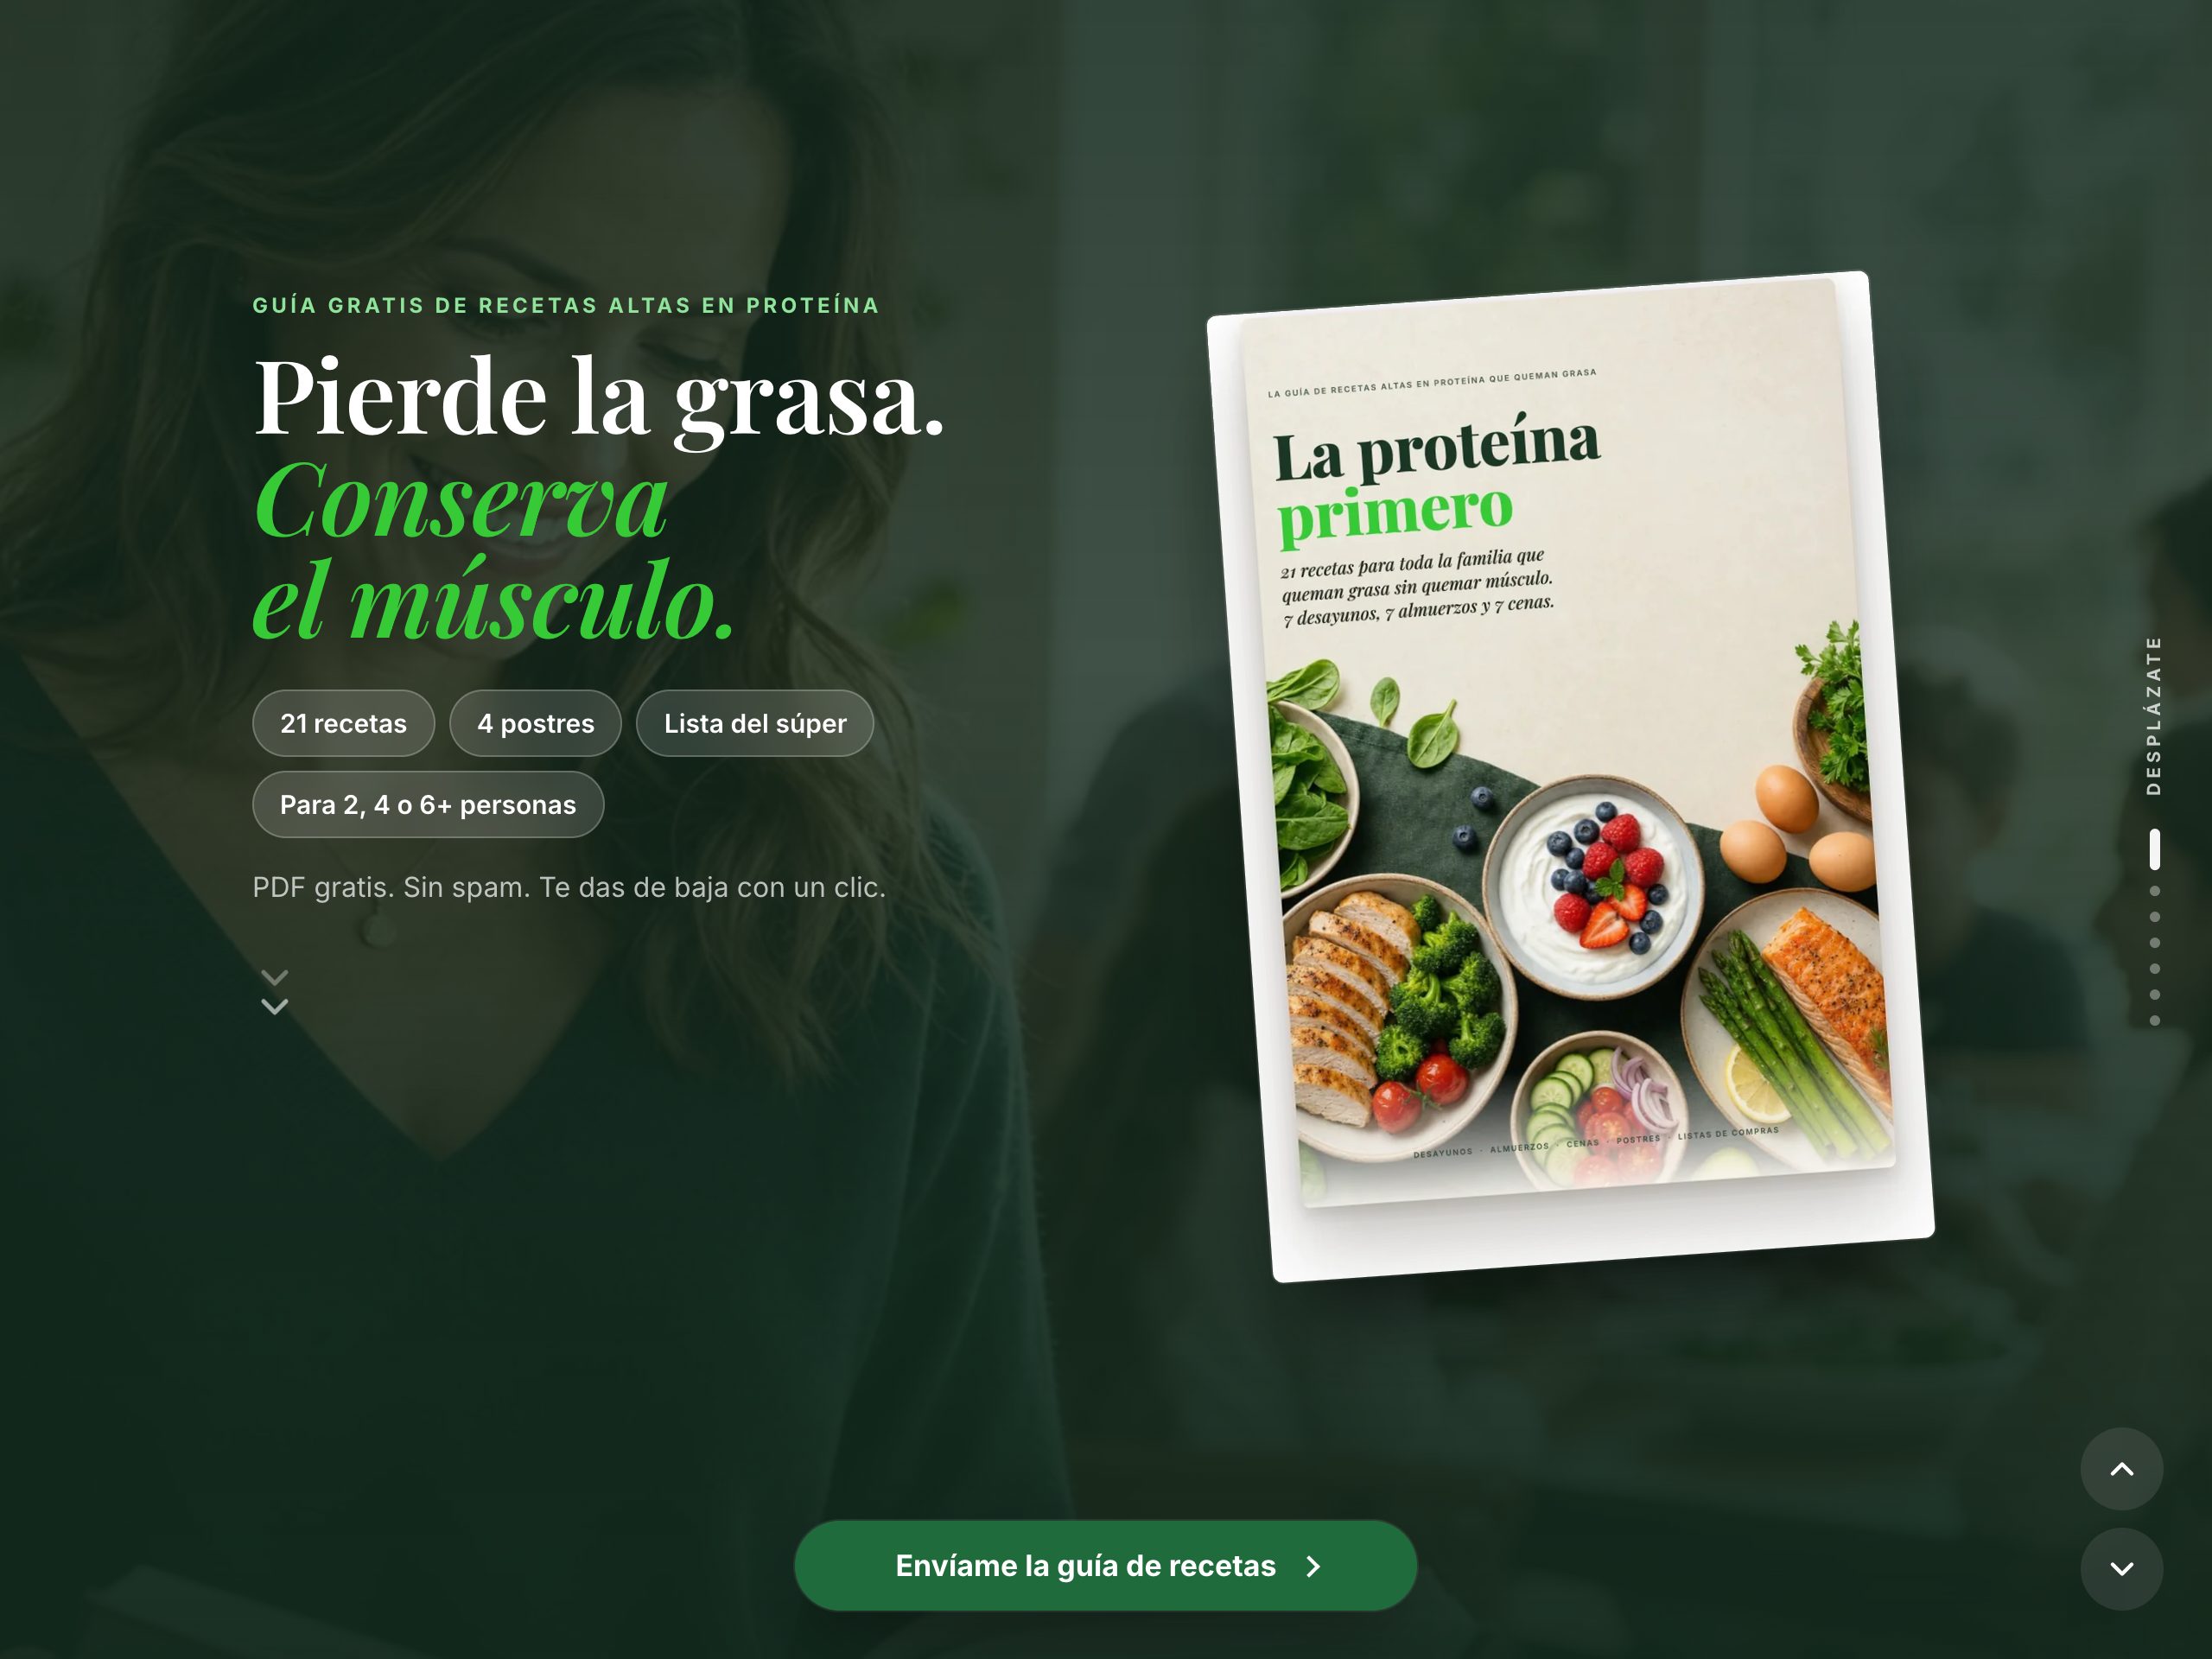 GUÍA GRATIS DE RECETAS ALTAS EN PROTEÍNA
Pierde la grasa.
Conserva
el músculo.
21 recetas
4 postres
Lista del súper
Para 2, 4 o 6+ personas
PDF gratis. Sin spam. Te das de baja con un clic.
LA GUÍA DE RECETAS ALTAS EN PROTEÍNA QUE QUEMAN GRASA
La proteína
primero
21 recetas para toda la familia que
queman grasa sin quemar músculo.
7 desayunos, 7 almuerzos y 7 cenas.
DESAYUNOS · ALMUERZOS · CENAS · POSTRES · LISTAS DE COMPRAS
DESPLÁZATE
Envíame la guía de recetas